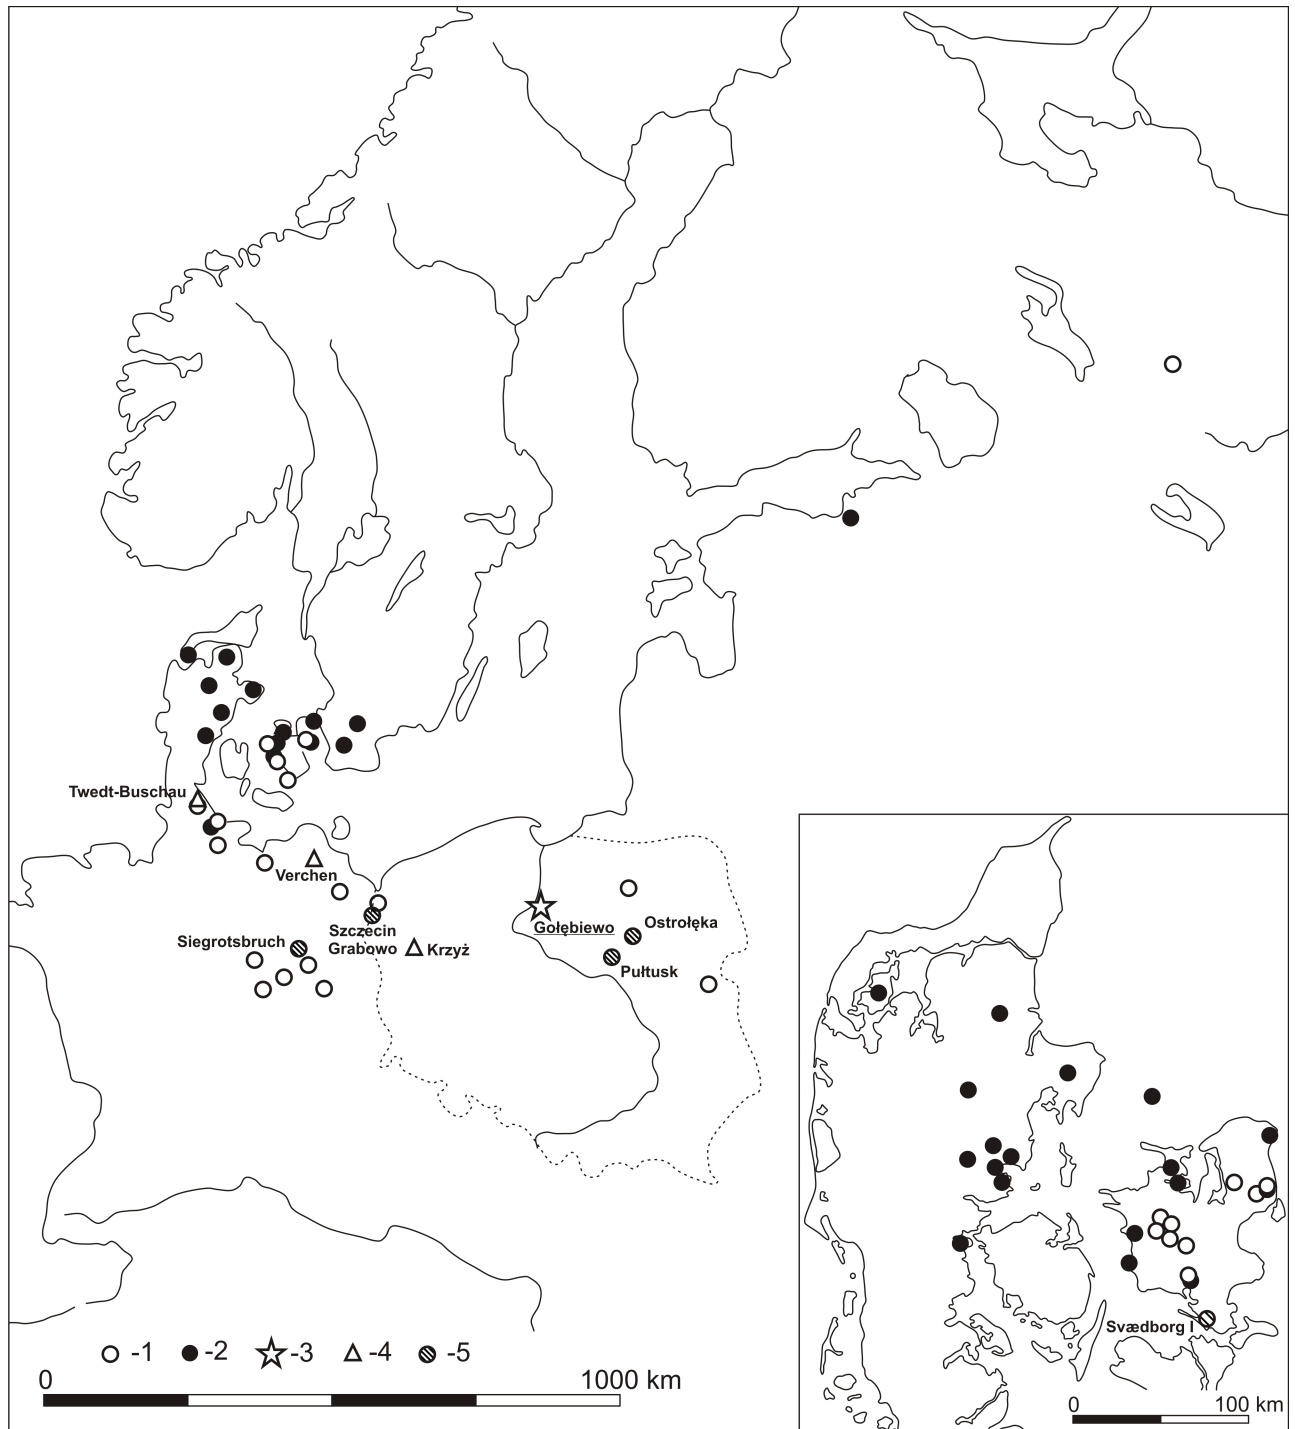 Twedt-Buschau
Verchen
Szczecin
Grabowo
Siegrotsbruch
Krzyż
Gołębiewo
Ostrołęka
Pułtusk
Svædborg I
-1
-2
-3
-4
-5
0
1000 km
0
100 km